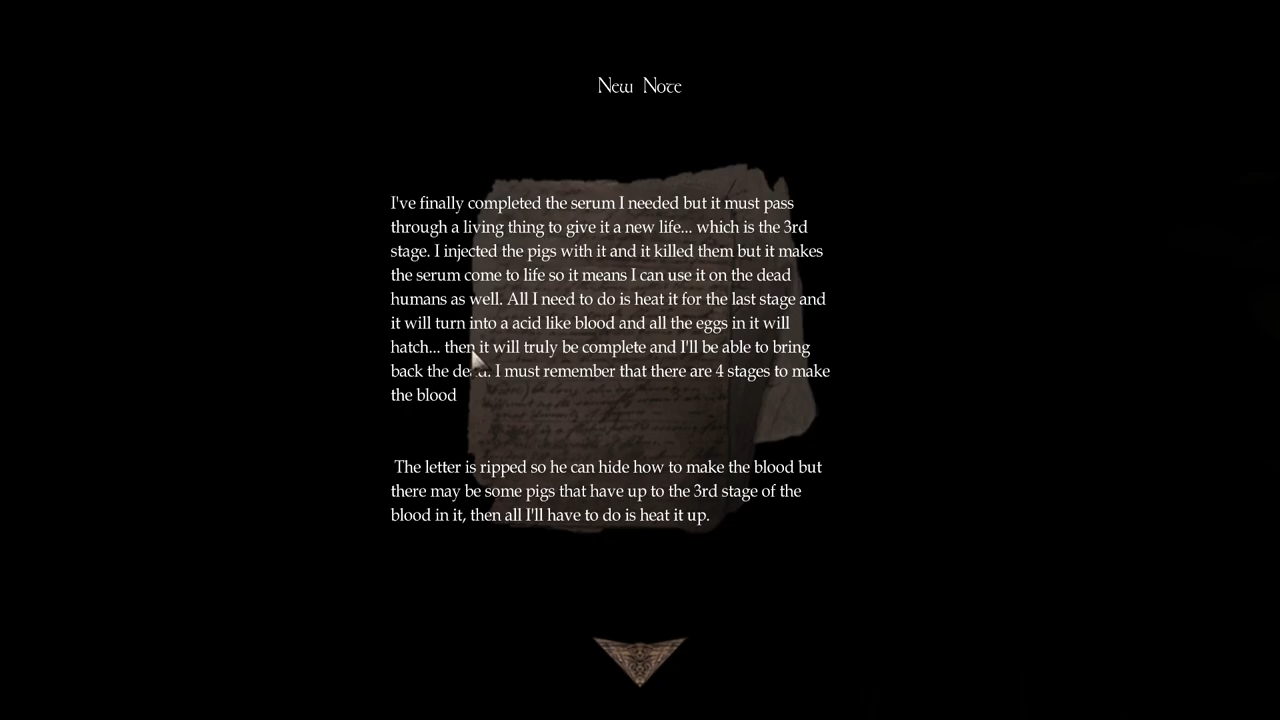 New Note
I've finally completed the serum I needed but it must pass
through a living thing to give it a new life... which is the 3rd
stage. I injected the pigs with it and it killed them but it makes
the serum come to life so it means I can use it on the dead
humans as well. All I need to do is heat it for the last stage and
it will turn into a acid like blood and all the eggs in it will
hatch... then it will truly be complete and I'll be able to bring
back the dead. I must remember that there are 4 stages to make
the blood
The letter is ripped so he can hide how to make the blood but
there may be some pigs that have up to the 3rd stage of the
blood in it, then all I'll have to do is heat it up.